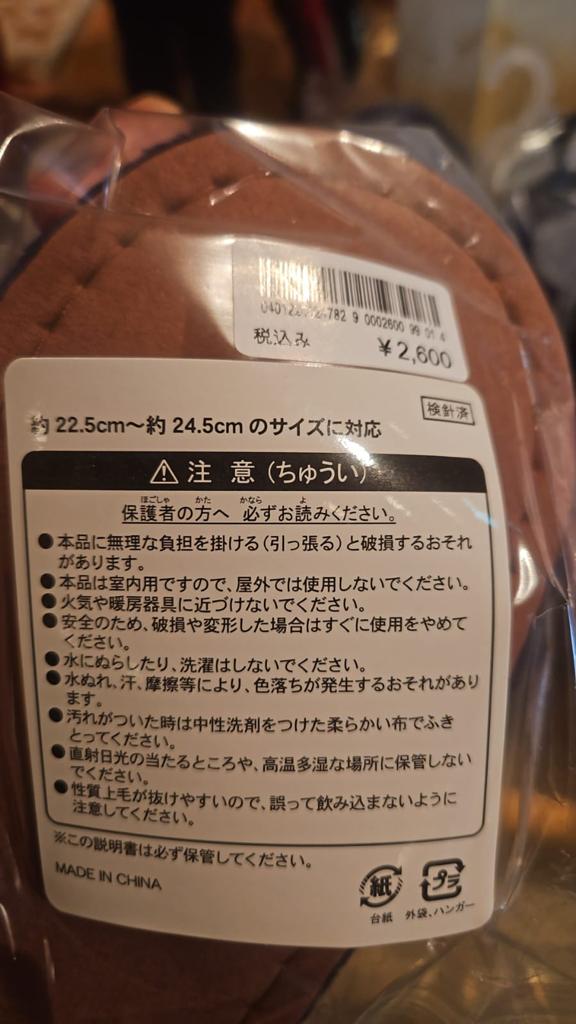 782 9 0002600 99 01 4
税込み
¥2,600
検針済
約 22.5cm～約 24.5cm のサイズに対応
⚠ 注 意 (ちゅうい)
保護者の方へ 必ずお読みください。
●本品に無理な負担を掛ける(引っ張る)と破損するおそれ
があります。
●本品は室内用ですので、屋外では使用しないでください。
●火気や暖房器具に近づけないでください。
●安全のため、破損や変形した場合はすぐに使用をやめて
ください。
●水にぬらしたり、洗濯はしないでください。
●水ぬれ、汗、摩擦等により、色落ちが発生するおそれがあり
ます。
●汚れがついた時は中性洗剤をつけた柔らかい布でふき
とってください。
●直射日光の当たるところや、高温多湿な場所に保管しない
でください。
●性質上毛が抜けやすいので、誤って飲み込まないように
注意してください。
※この説明書は必ず保管してください。
MADE IN CHINA
紙
台紙
プラ
外袋、ハンガー